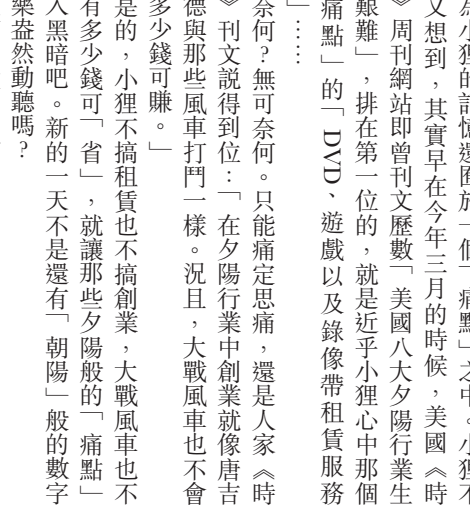 為小狸的記憶還囿於一個「痛點」之中。小狸不
又想到，其實早在今年三月的時候，美國《時
》周刊網站即曾刊文歷數「美國八大夕陽行業生
艱難」，排在第一位的，就是近乎小狸心中那個
痛點」的「DVD、遊戲以及錄像帶租賃服務
」……
奈何？無可奈何。只能痛定思痛，還是人家《時
》刊文説得到位：「在夕陽行業中創業就像唐吉
德與那些風車打鬥一樣。況且，大戰風車也不會
多少錢可賺。」
是的，小狸不搞租賃也不搞創業，大戰風車也不
有多少錢可「省」，就讓那些夕陽般的「痛點」
入黑暗吧。新的一天不是還有「朝陽」般的數字
樂盎然動聽嗎？